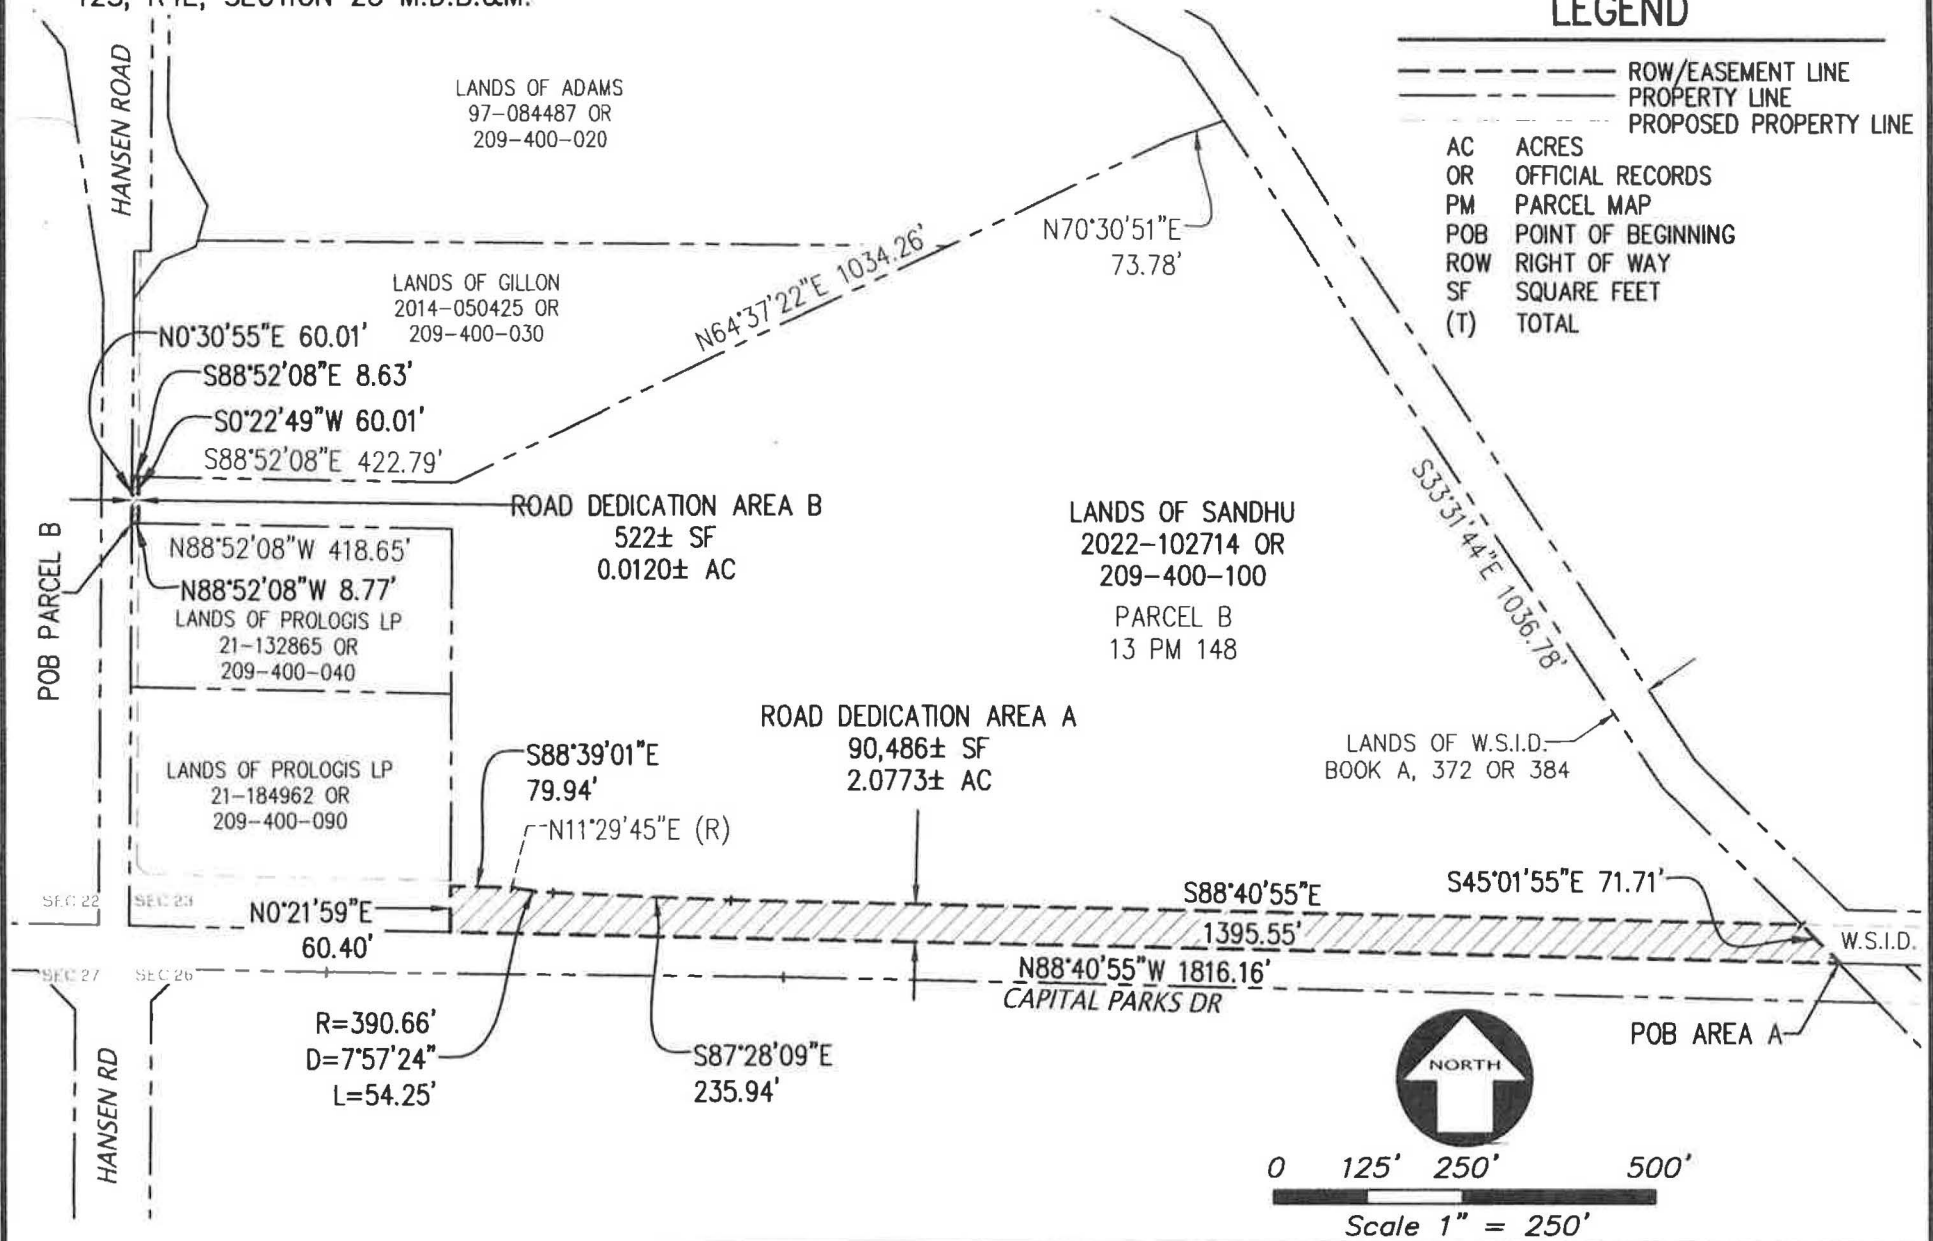 LEGEND
ROW/EASEMENT LINE
PROPERTY LINE
PROPOSED PROPERTY LINE
AC ACRES
OR OFFICIAL RECORDS
PM PARCEL MAP
POB POINT OF BEGINNING
ROW RIGHT OF WAY
SF SQUARE FEET
(T) TOTAL
HANSEN ROAD
LANDS OF ADAMS
97-084487 OR
209-400-020
N70°30'51"E
73.78'
N64°37'22"E 1034.26'
LANDS OF GILLON
2014-050425 OR
209-400-030
N0°30'55"E 60.01'
S88°52'08"E 8.63'
S0°22'49"W 60.01'
S88°52'08"E 422.79'
ROAD DEDICATION AREA B
522± SF
0.0120± AC
LANDS OF SANDHU
2022-102714 OR
209-400-100
PARCEL B
13 PM 148
S33°31'44"E 1036.78'
POB PARCEL B
N88°52'08"W 418.65'
N88°52'08"W 8.77'
LANDS OF PROLOGIS LP
21-132865 OR
209-400-040
ROAD DEDICATION AREA A
90,486± SF
2.0773± AC
LANDS OF W.S.I.D.
BOOK A, 372 OR 384
S88°39'01"E
79.94'
N11°29'45"E (R)
LANDS OF PROLOGIS LP
21-184962 OR
209-400-090
S45°01'55"E 71.71'
S88°40'55"E
1395.55'
SEC 22
SEC 23
N0°21'59"E
60.40'
W.S.I.D.
SEC 27
SEC 26
N88°40'55"W 1816.16'
CAPITAL PARKS DR
R=390.66'
D=7°57'24"
L=54.25'
S87°28'09"E
235.94'
POB AREA A
HANSEN RD
NORTH
0 125' 250' 500'
Scale 1" = 250'